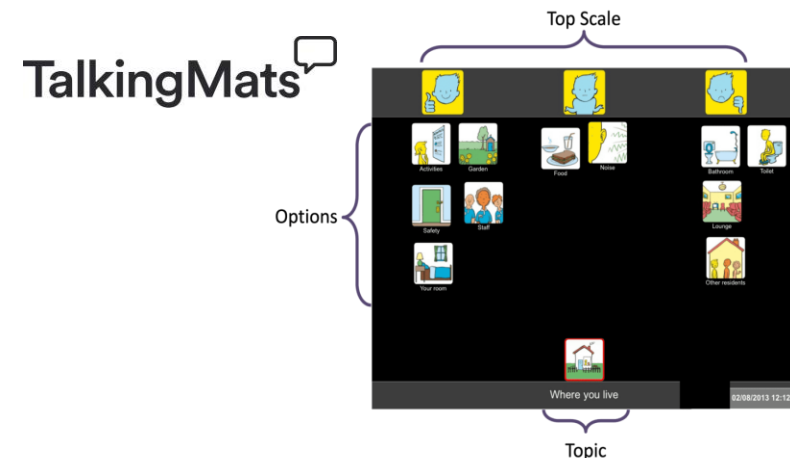 Top Scale
TalkingMats
Options
Activities Garden Food Noise Bathroom Toilet
Safety Staff Lounge
Your room Other residents
Where you live
02/08/2013 12:12
Topic